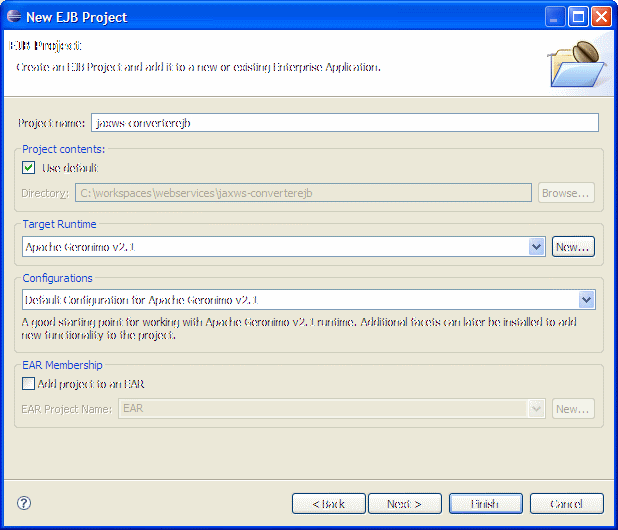 New EJB Project
EJB Project
Create an EJB Project and add it to a new or existing Enterprise Application.
Project name: jaxws-converterejb
Project contents:
Use default
Directory: C:\workspaces\webservices\jaxws-converterejb Browse...
Target Runtime
Apache Geronimo v2.1 New...
Configurations
Default Configuration for Apache Geronimo v2.1
A good starting point for working with Apache Geronimo v2.1 runtime. Additional facets can later be installed to add
new functionality to the project.
EAR Membership
Add project to an EAR
EAR Project Name: EAR New...
? < Back Next > Finish Cancel